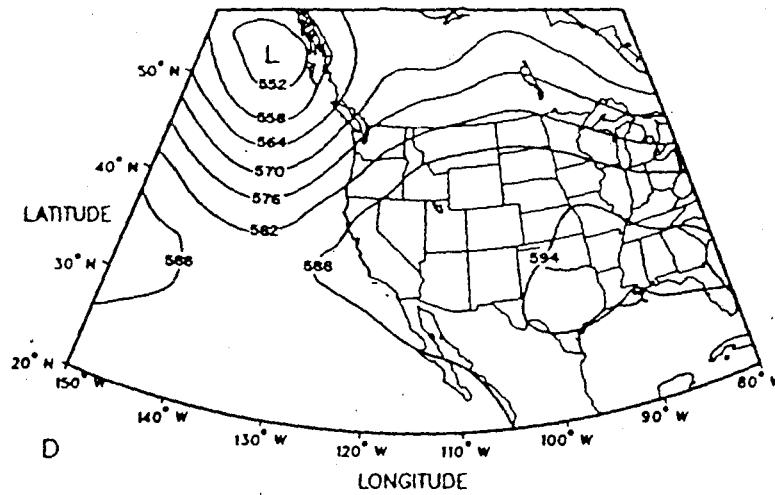 L
50° N
552
558
564
570
576
582
588
588
594
40° N
LATITUDE
30° N
20° N
150° W
140° W
130° W
120° W
110° W
100° W
90° W
80° W
D
LONGITUDE